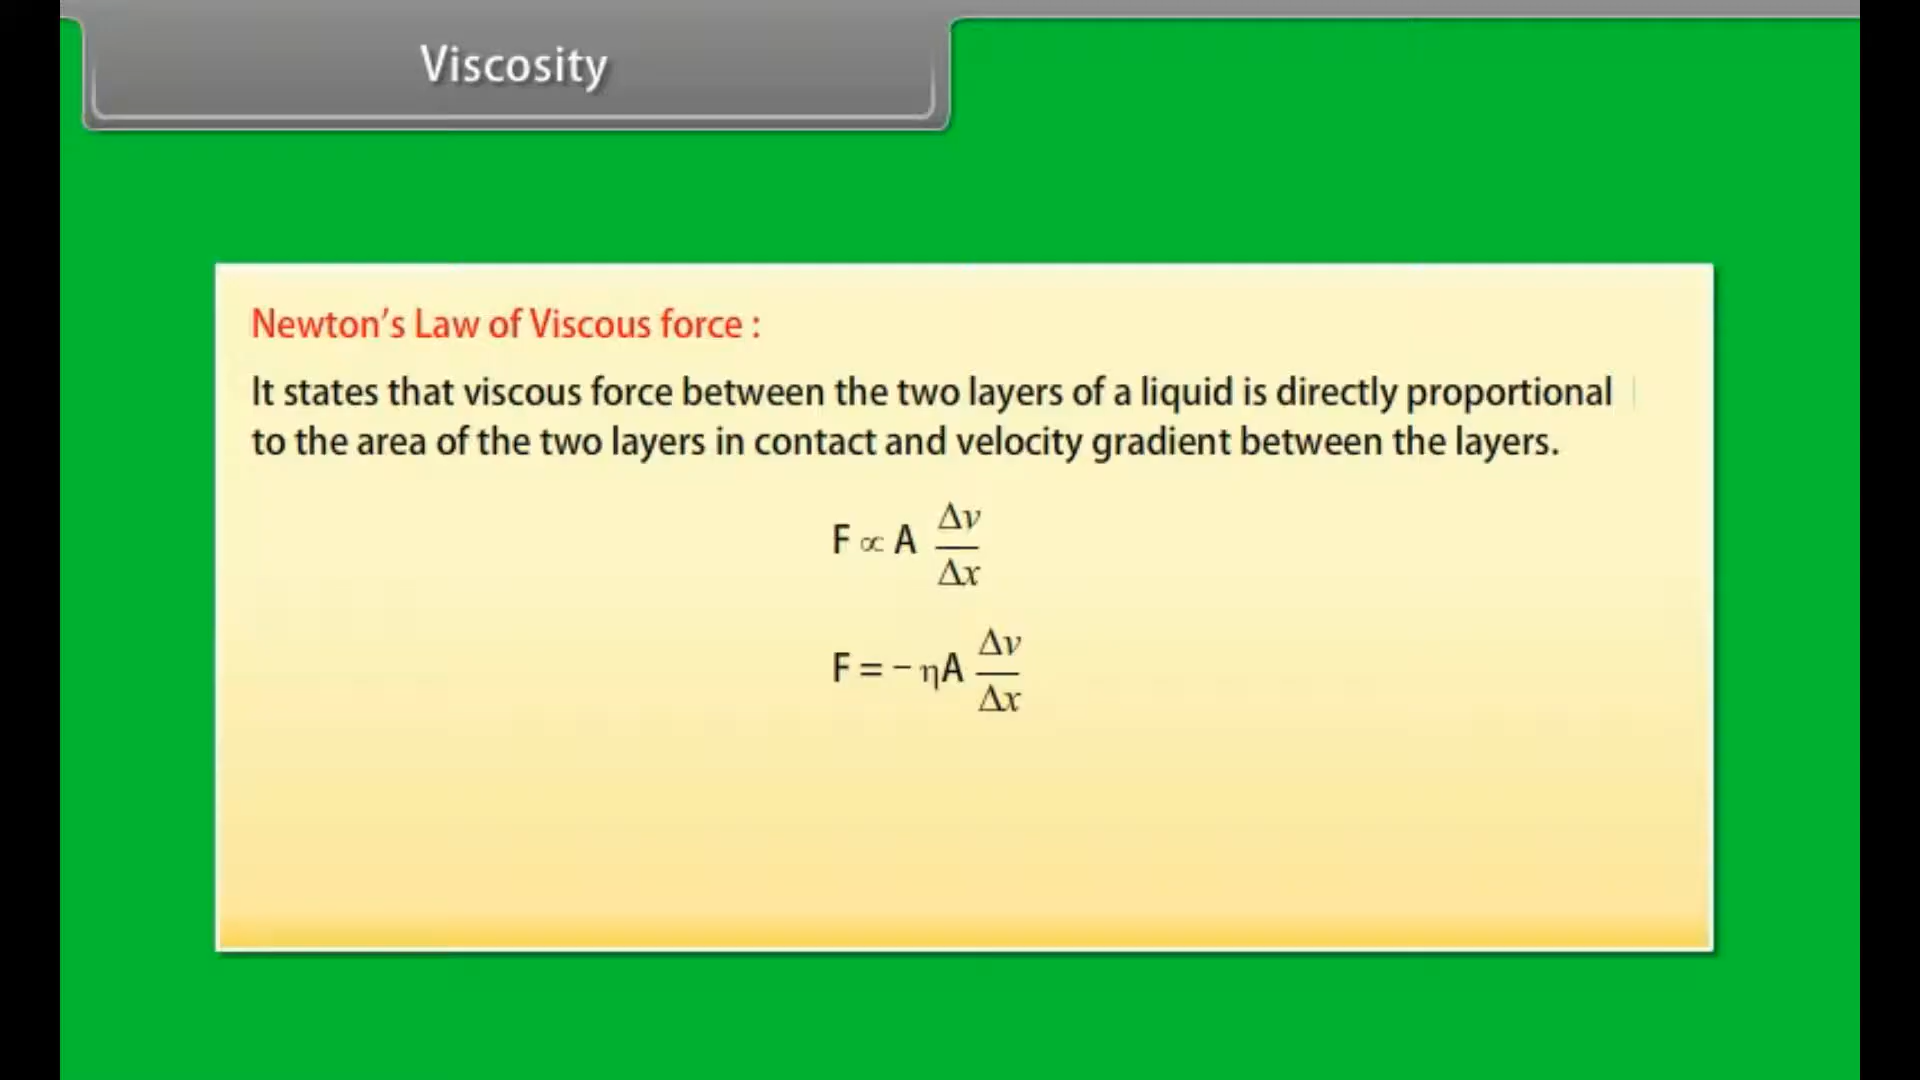 Viscosity
Newton’s Law of Viscous force :
It states that viscous force between the two layers of a liquid is directly proportional
to the area of the two layers in contact and velocity gradient between the layers.
F ∝ A Δv/Δx
F = – ηA Δv/Δx